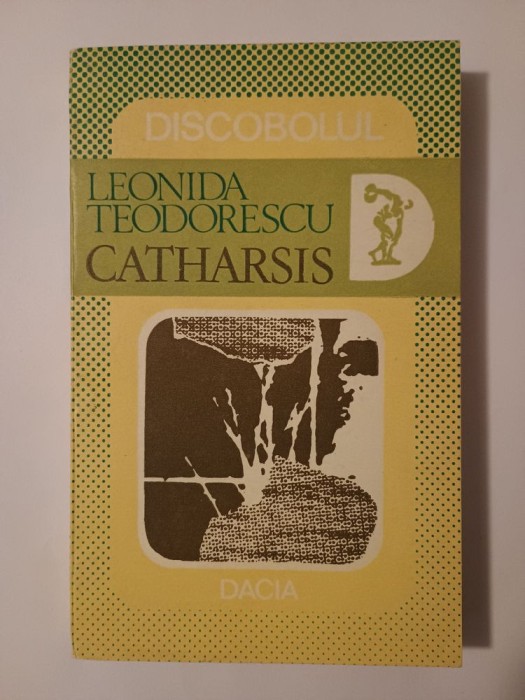 DISCOBOLUL
LEONIDA
TEODORESCU
CATHARSIS
D
DACIA